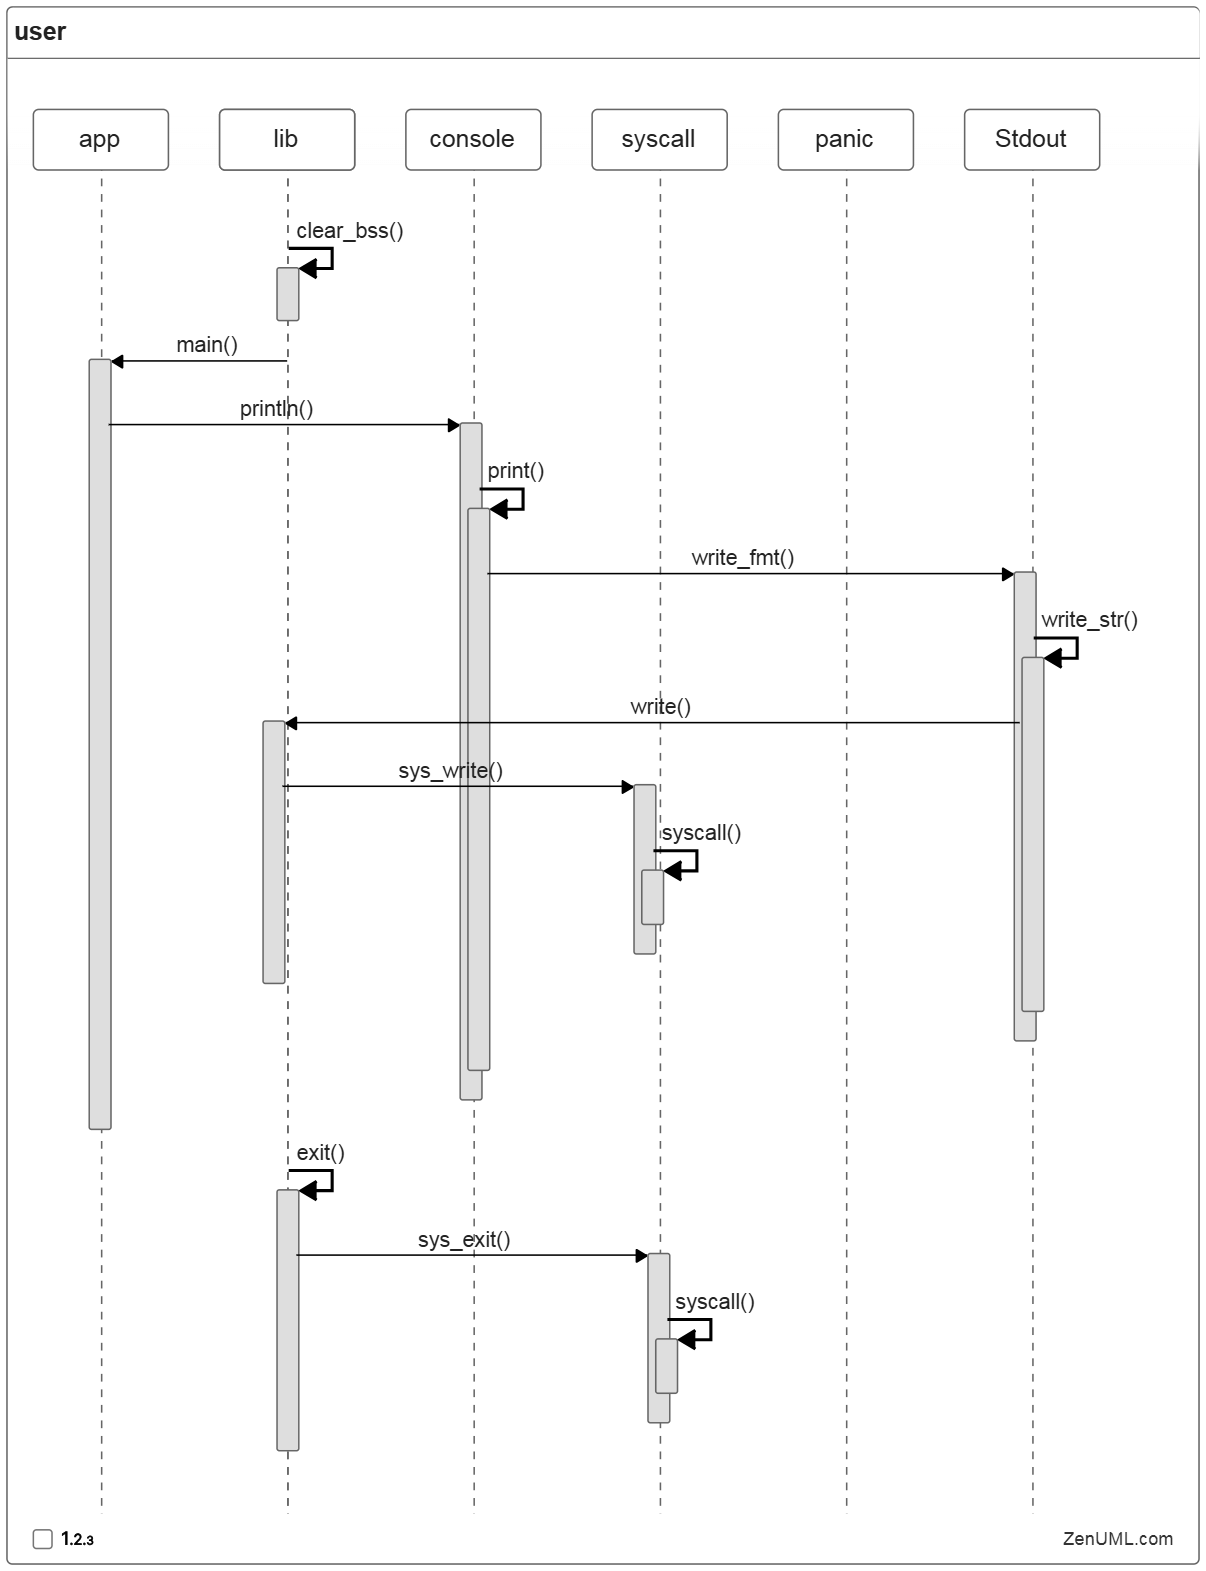 user
app
lib
console
syscall
panic
Stdout
clear_bss()
main()
println()
print()
write_fmt()
write_str()
write()
sys_write()
syscall()
exit()
sys_exit()
syscall()
1.2.3
ZenUML.com